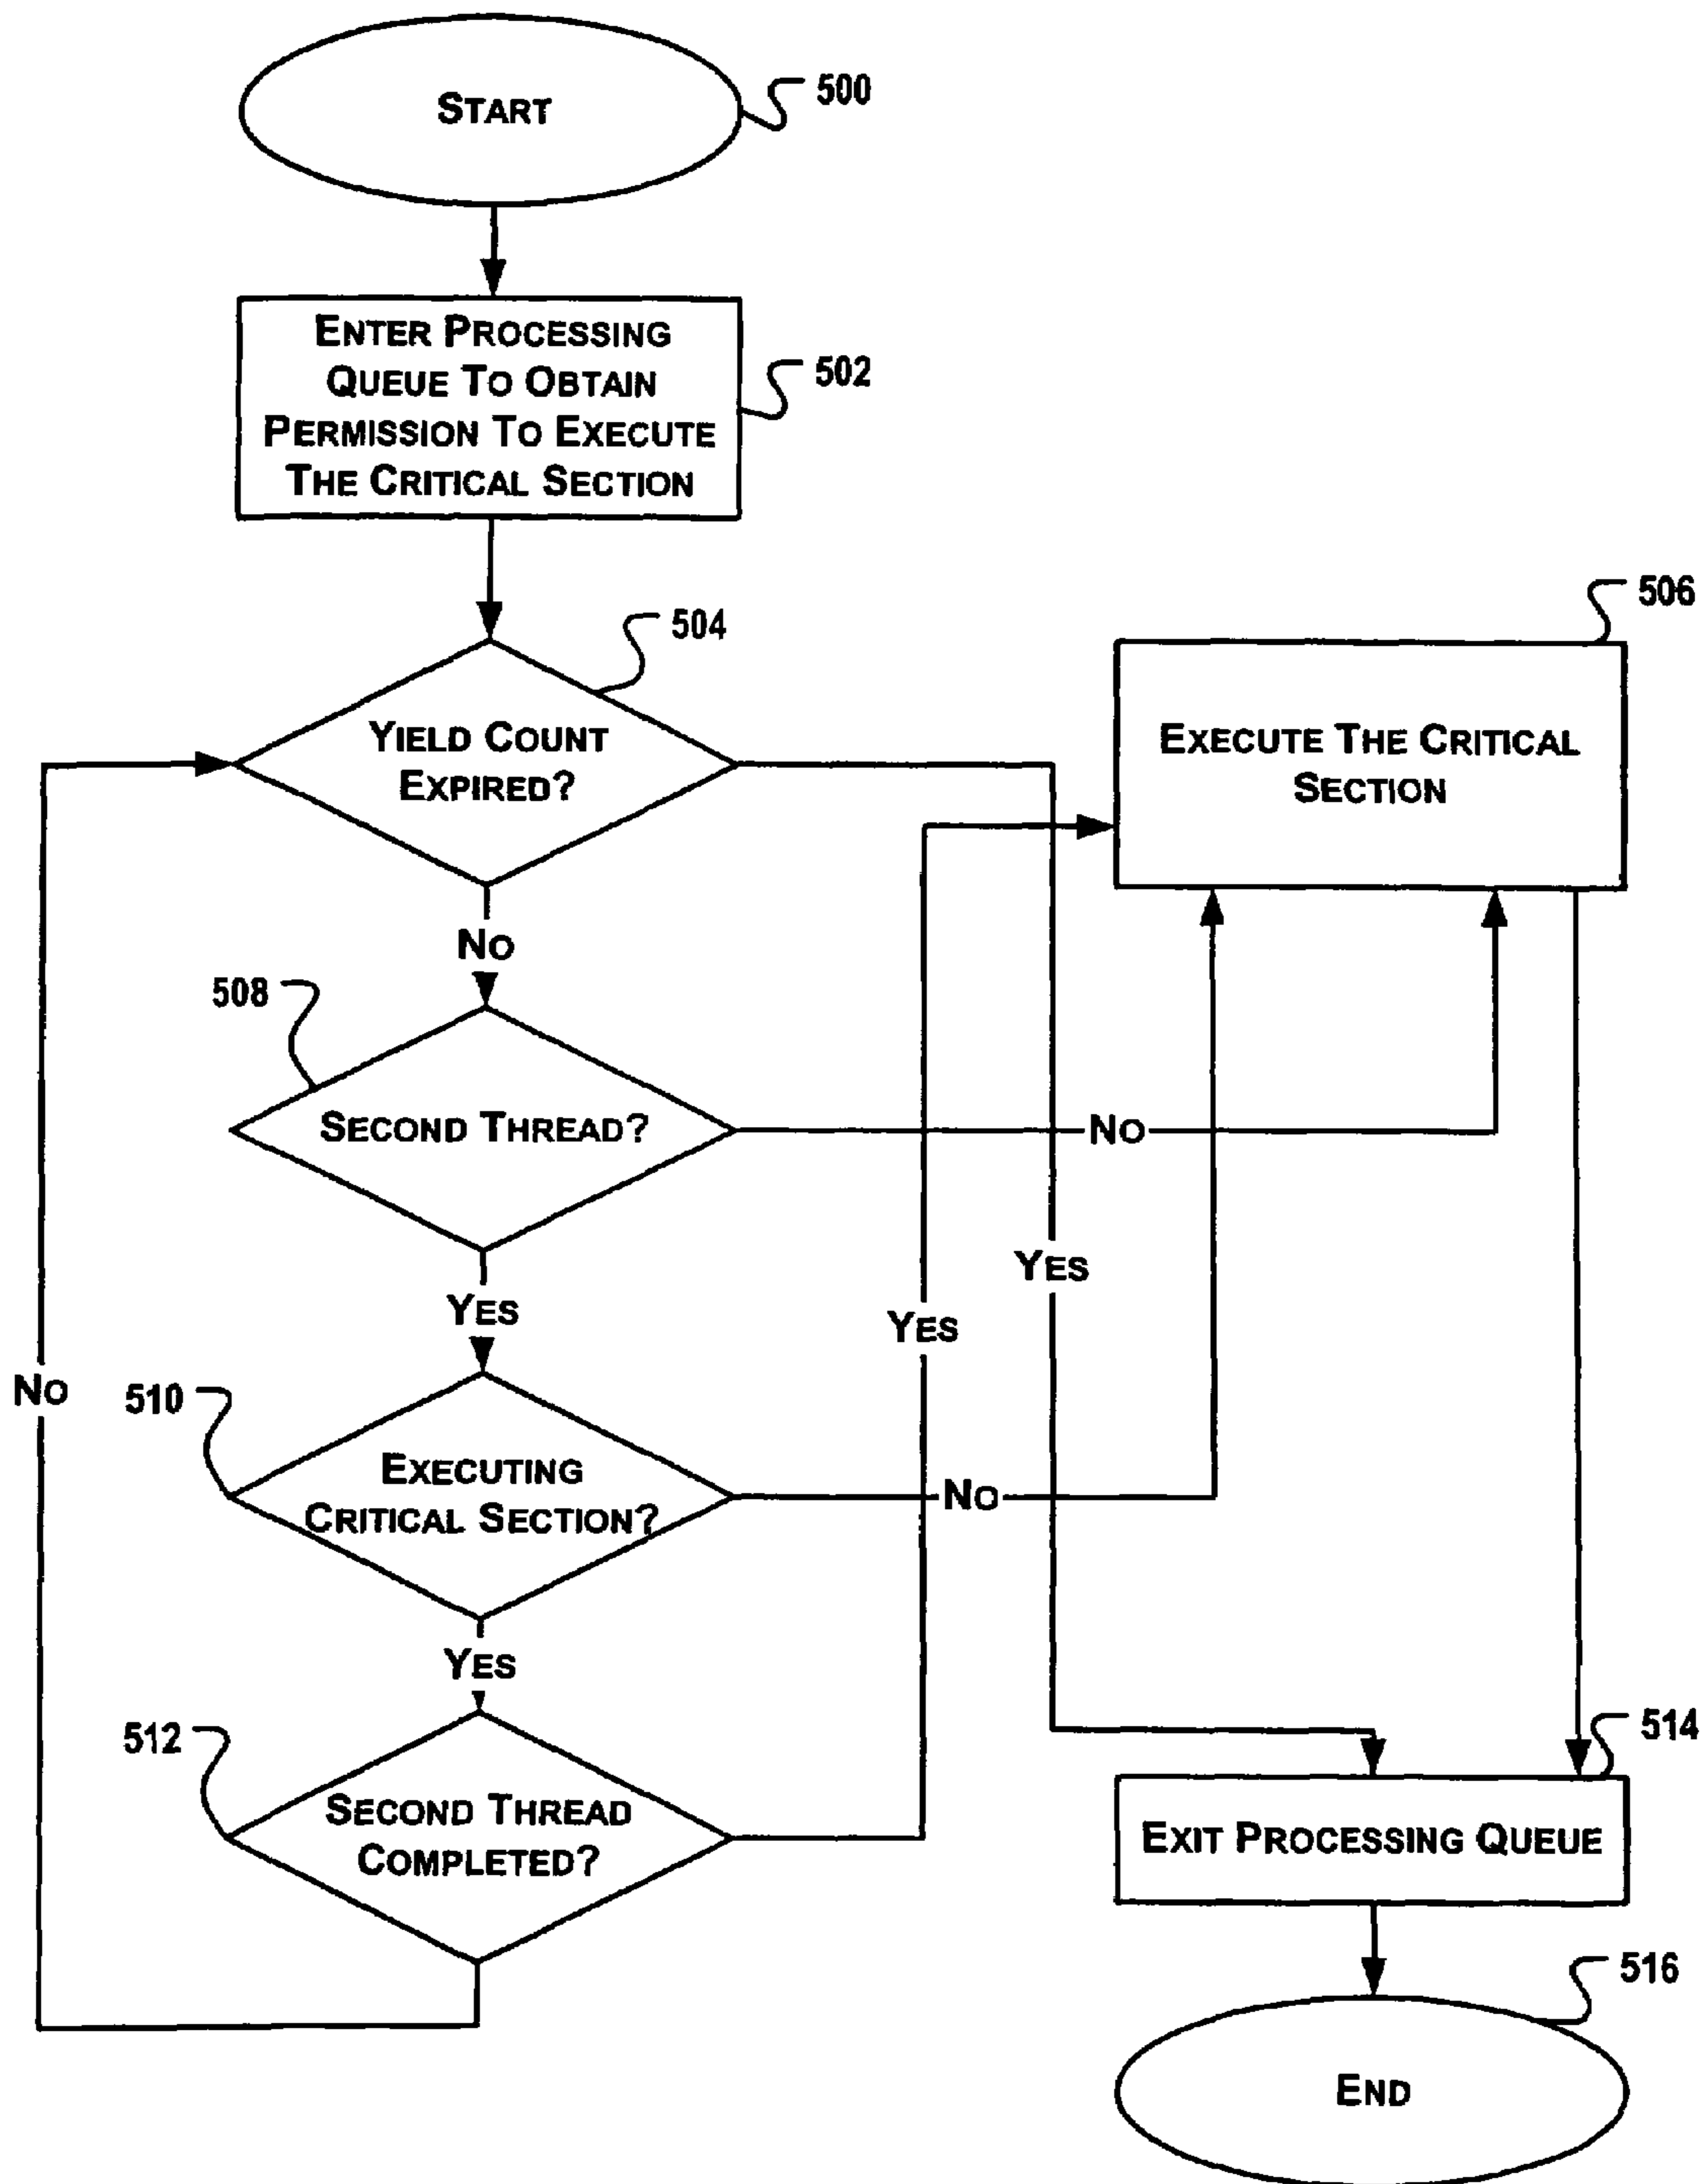 START
500
ENTER PROCESSING
QUEUE TO OBTAIN
PERMISSION TO EXECUTE
THE CRITICAL SECTION
502
504
YIELD COUNT
EXPIRED?
506
EXECUTE THE CRITICAL
SECTION
NO
508
SECOND THREAD?
NO
YES
YES
YES
NO
510
EXECUTING
CRITICAL SECTION?
NO
YES
512
SECOND THREAD
COMPLETED?
514
EXIT PROCESSING QUEUE
516
END